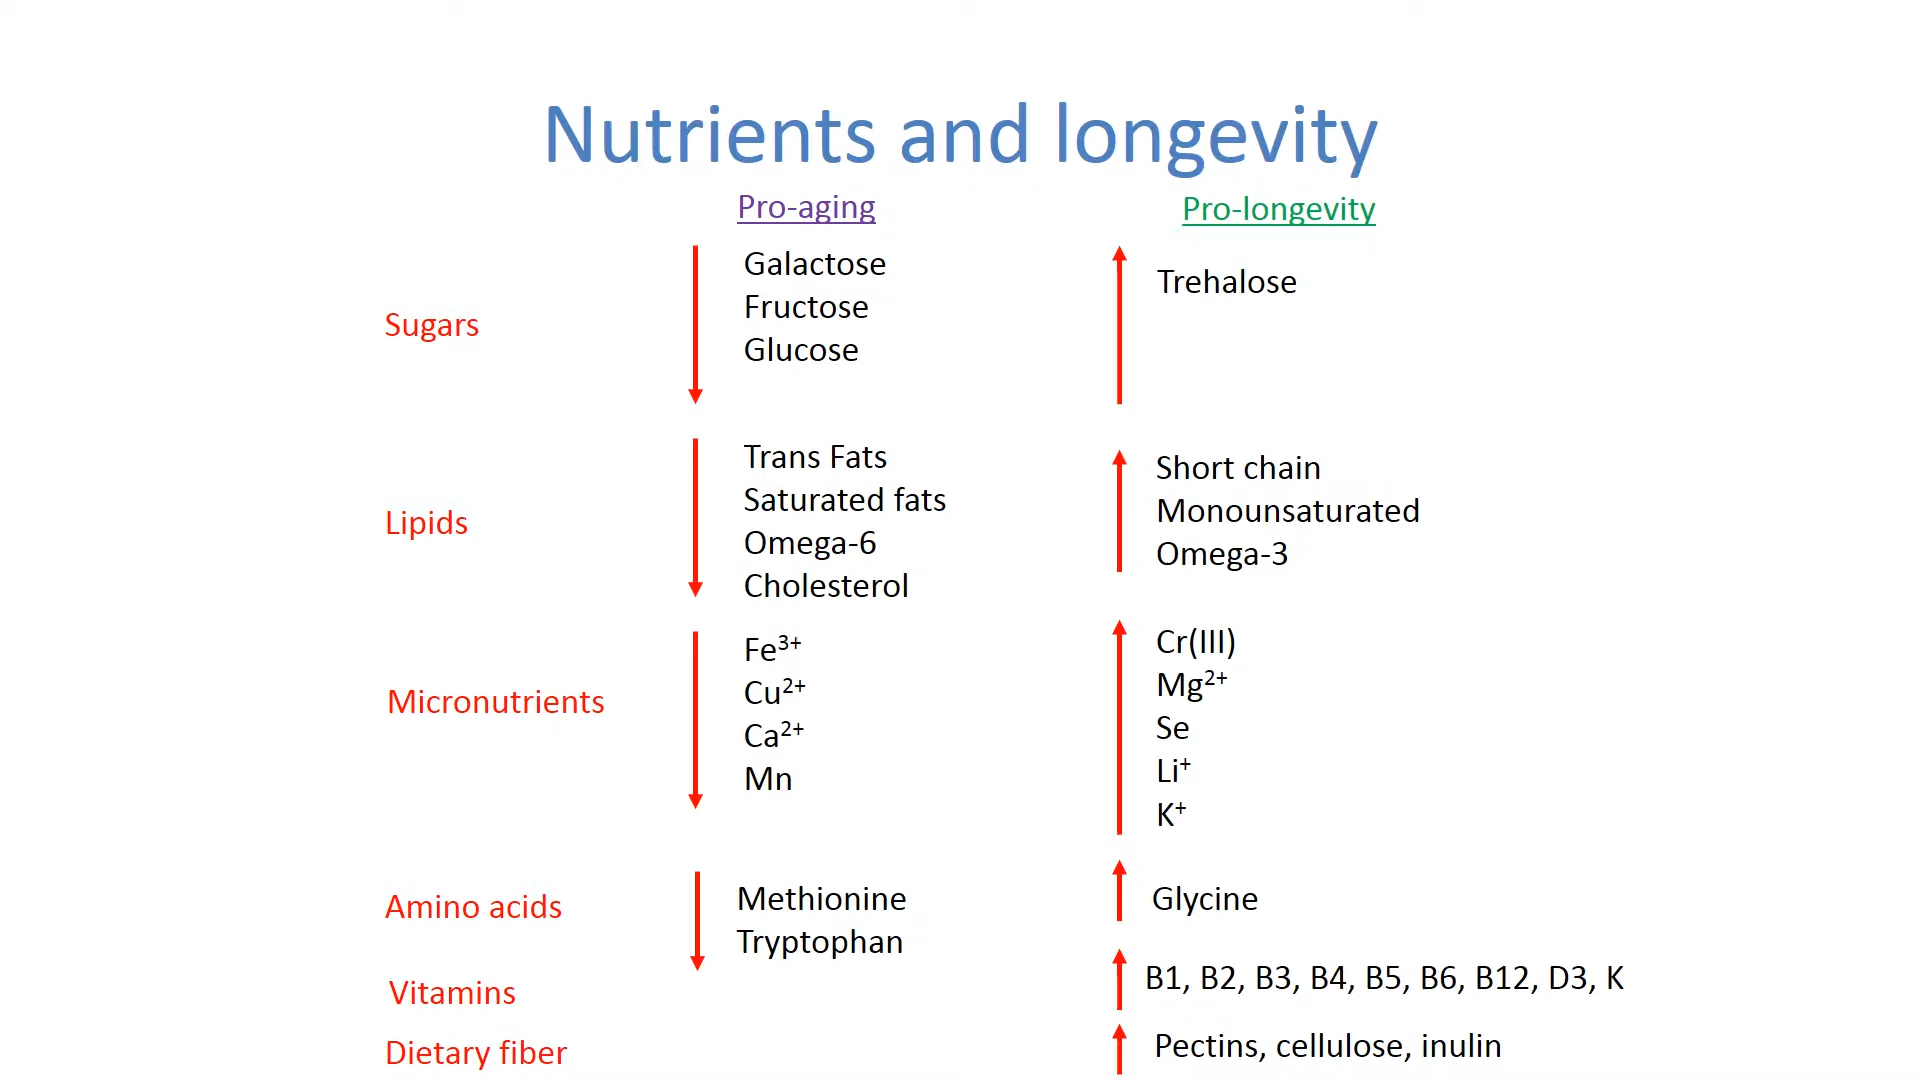 Nutrients and longevity
Pro-aging
Pro-longevity
Sugars
Galactose
Fructose
Glucose
Trehalose
Lipids
Trans Fats
Saturated fats
Omega-6
Cholesterol
Short chain
Monounsaturated
Omega-3
Micronutrients
Fe³⁺
Cu²⁺
Ca²⁺
Mn
Cr(III)
Mg²⁺
Se
Li⁺
K⁺
Amino acids
Methionine
Tryptophan
Glycine
Vitamins
B1, B2, B3, B4, B5, B6, B12, D3, K
Dietary fiber
Pectins, cellulose, inulin